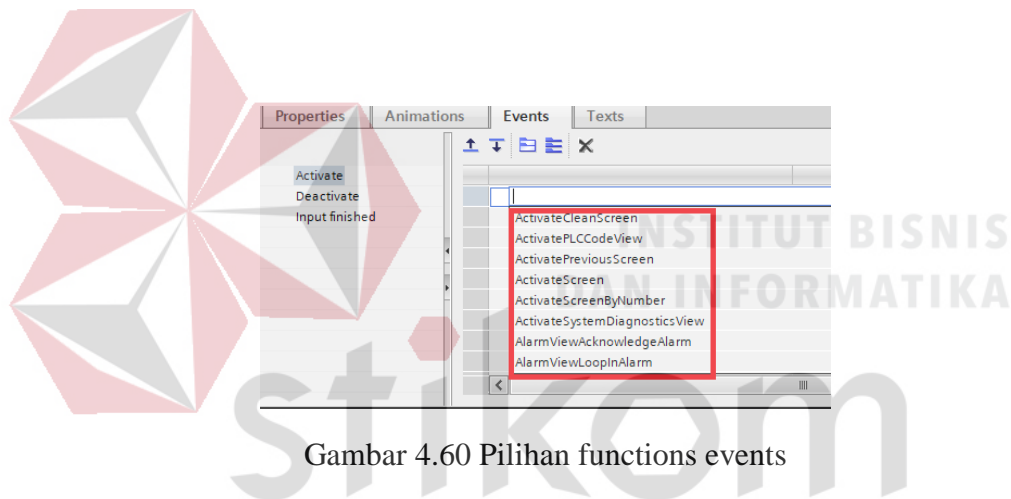 Properties Animations Events Texts
Activate
Deactivate
Input finished
ActivateCleanScreen
ActivatePLCCodeView
ActivatePreviousScreen
ActivateScreen
ActivateScreenByNumber
ActivateSystemDiagnosticsView
AlarmViewAcknowledgeAlarm
AlarmViewLoopInAlarm
INSTITUT BISNIS
DAN INFORMATIKA
stikom
Gambar 4.60 Pilihan functions events